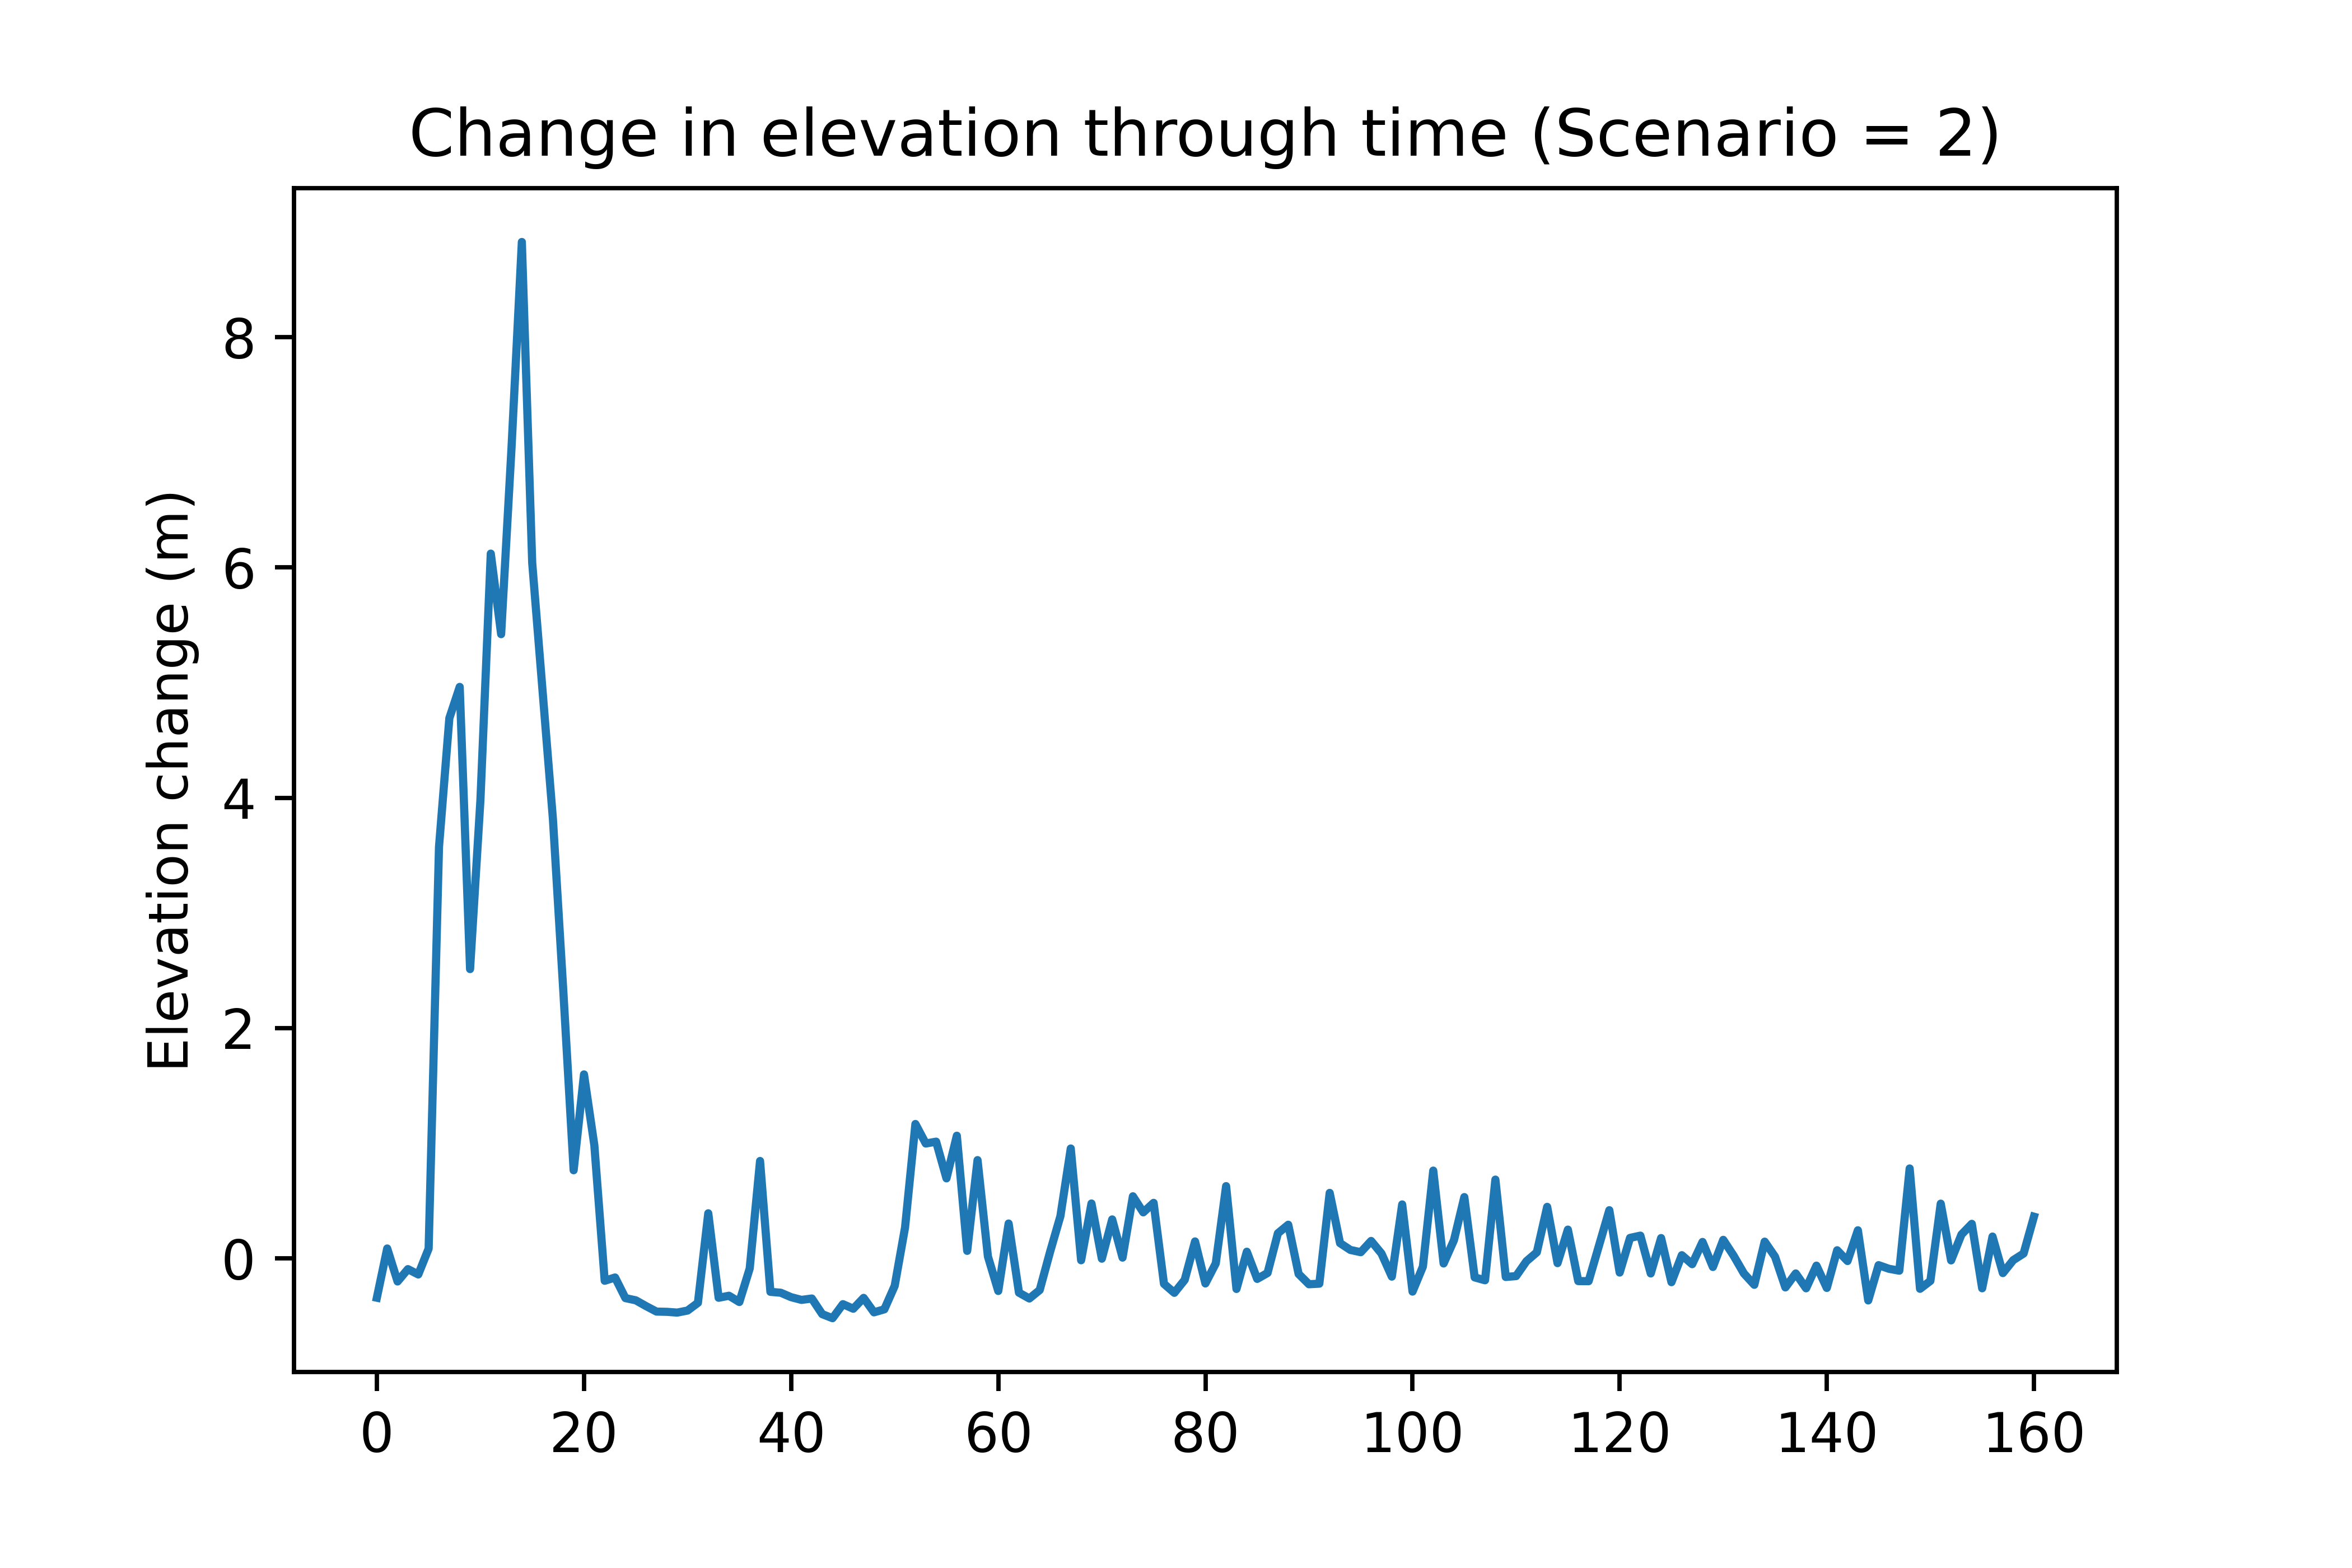 Change in elevation through time (Scenario = 2)
Elevation change (m)
8
6
4
2
0
0 20 40 60 80 100 120 140 160